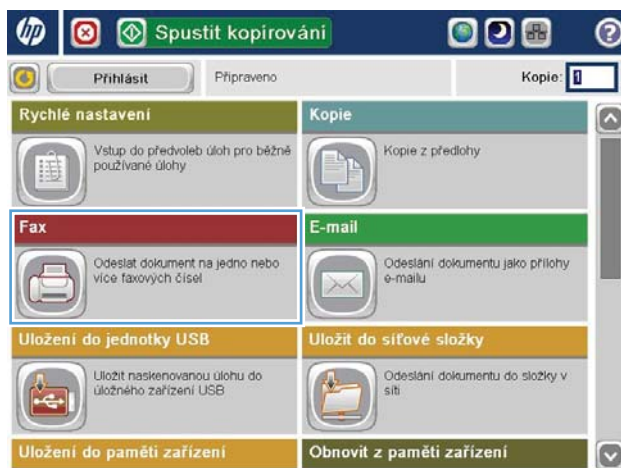 hp
Spustit kopírování
?
Přihlásit
Připraveno
Kopie: 1
Rychlé nastavení
Vstup do předvoleb úloh pro běžně
používané úlohy
Kopie
Kopie z předlohy
Fax
Odeslat dokument na jedno nebo
více faxových čísel
E-mail
Odeslání dokumentu jako přílohy
e-mailu
Uložení do jednotky USB
Uložit naskenovanou úlohu do
úložného zařízení USB
Uložit do síťové složky
Odeslání dokumentu do složky v
síti
Uložení do paměti zařízení
Obnovit z paměti zařízení